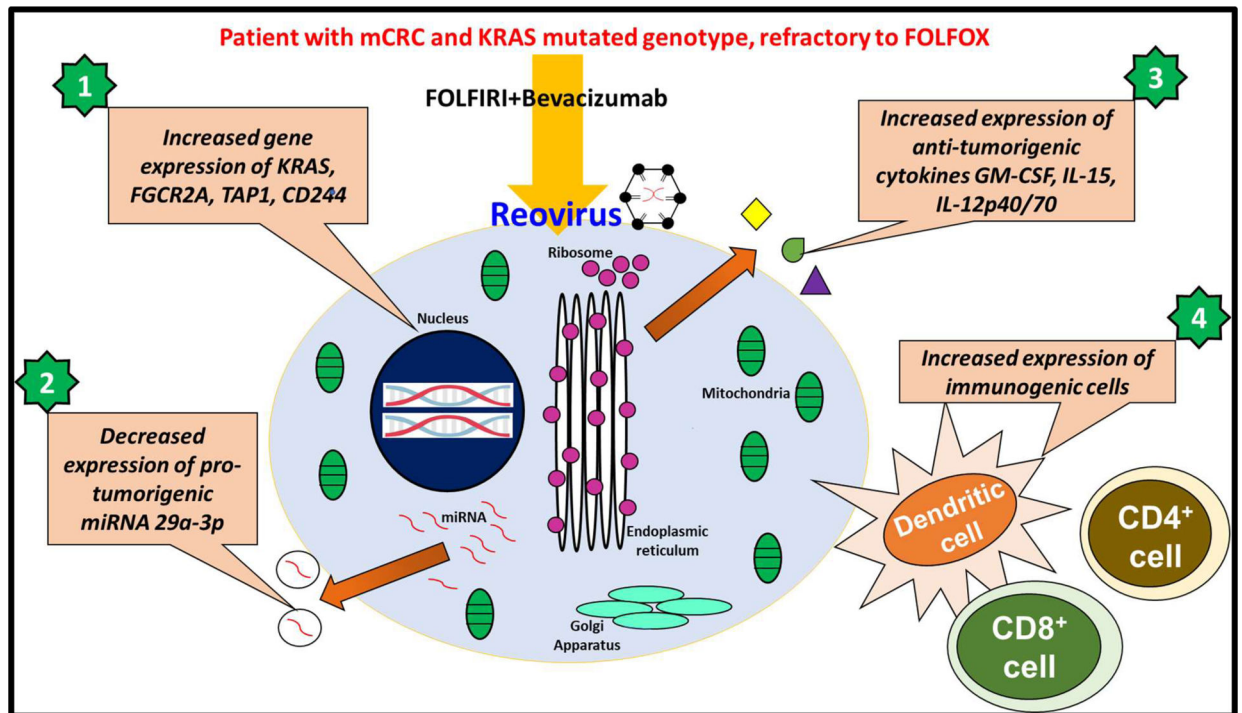 Patient with mCRC and KRAS mutated genotype, refractory to FOLFOX
FOLFIRI+Bevacizumab
Reovirus
1
Increased gene
expression of KRAS,
FGCR2A, TAP1, CD244
2
Decreased
expression of pro-
tumorigenic
miRNA 29a-3p
3
Increased expression of
anti-tumorigenic
cytokines GM-CSF, IL-15,
IL-12p40/70
4
Increased expression of
immunogenic cells
Ribosome
Nucleus
Mitochondria
miRNA
Endoplasmic
reticulum
Golgi
Apparatus
Dendritic
cell
CD4⁺
cell
CD8⁺
cell